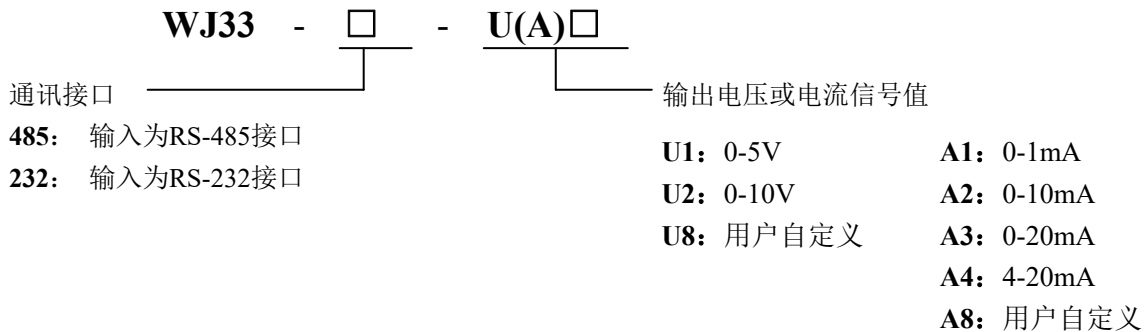 WJ33 - □ - U(A)□
通讯接口
485： 输入为RS-485接口
232： 输入为RS-232接口
输出电压或电流信号值
U1：0-5V
U2：0-10V
U8：用户自定义
A1：0-1mA
A2：0-10mA
A3：0-20mA
A4：4-20mA
A8：用户自定义